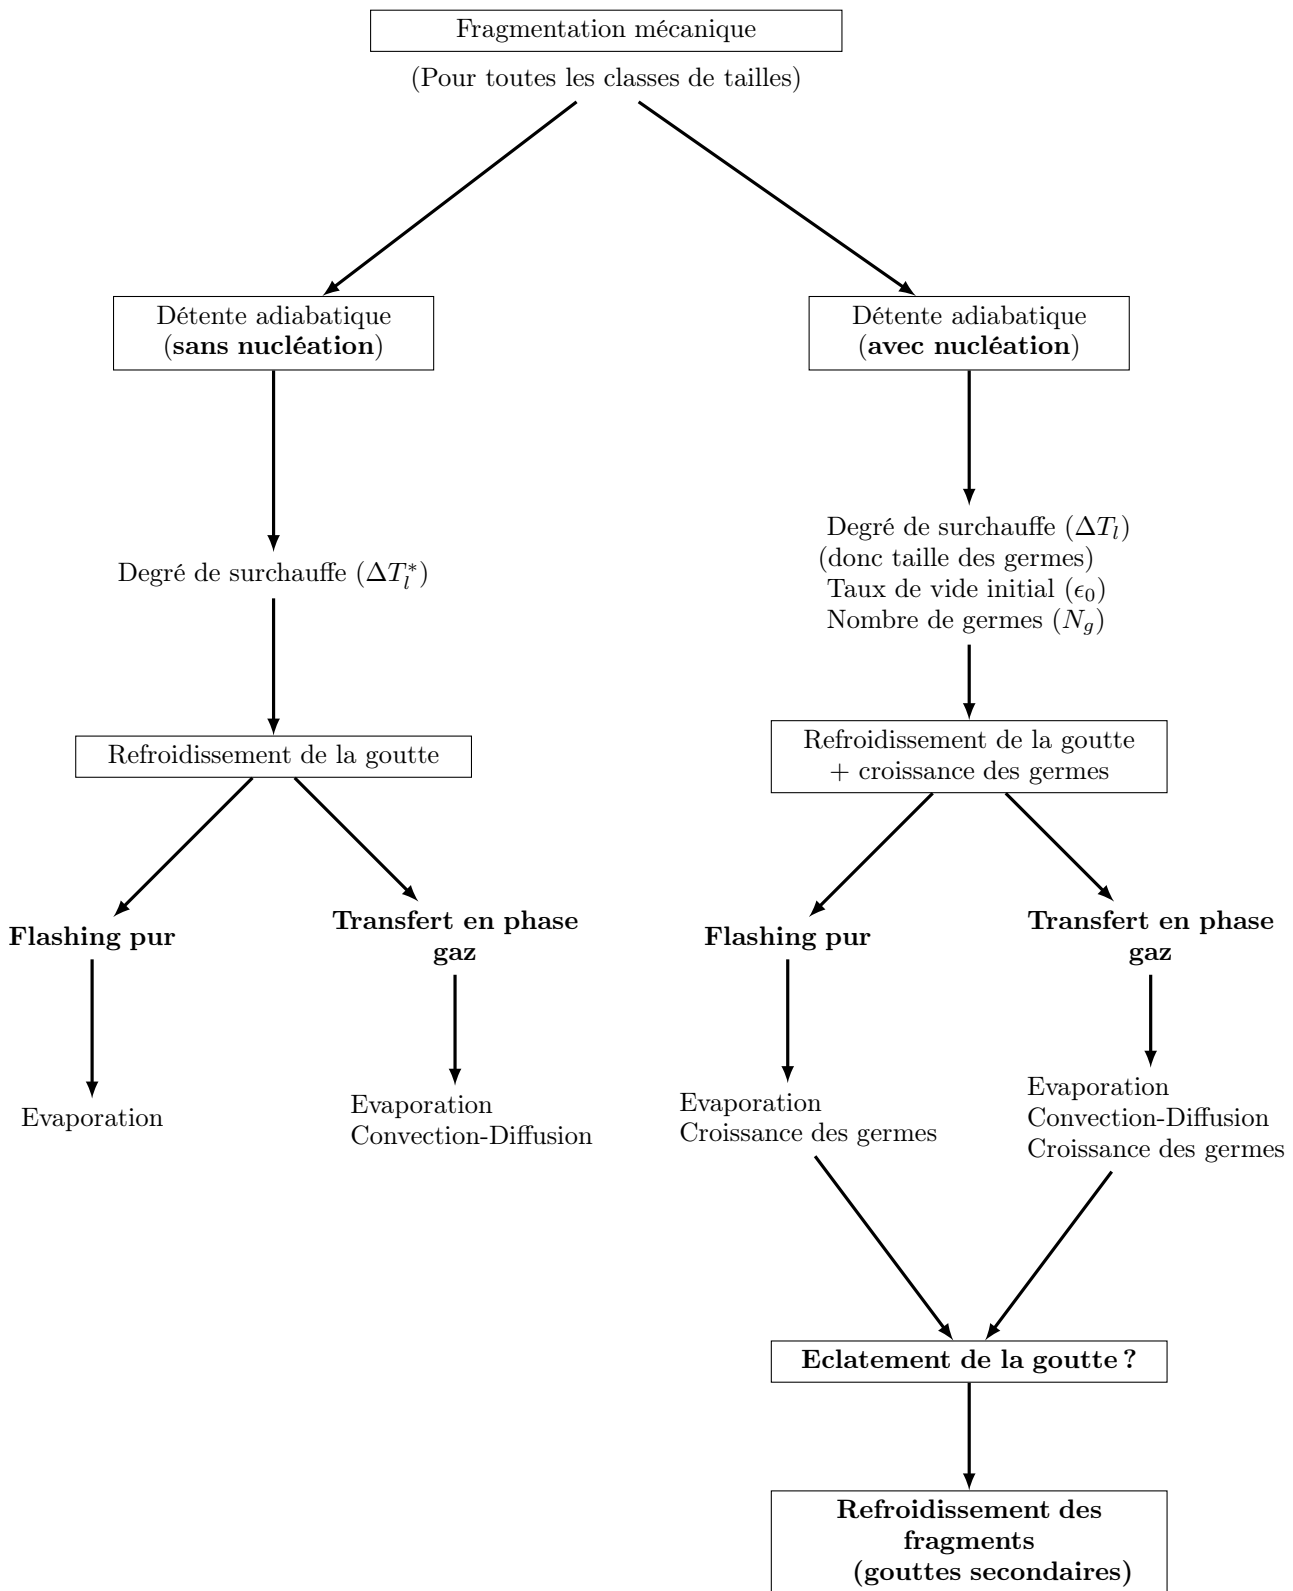 Fragmentation mécanique
(Pour toutes les classes de tailles)
Détente adiabatique
(sans nucléation)
Détente adiabatique
(avec nucléation)
Degré de surchauffe (ΔT_l^*)
Degré de surchauffe (ΔT_l)
(donc taille des germes)
Taux de vide initial (ϵ_0)
Nombre de germes (N_g)
Refroidissement de la goutte
Refroidissement de la goutte
+ croissance des germes
Flashing pur
Transfert en phase
gaz
Flashing pur
Transfert en phase
gaz
Evaporation
Evaporation
Convection-Diffusion
Evaporation
Croissance des germes
Evaporation
Convection-Diffusion
Croissance des germes
Eclatement de la goutte ?
Refroidissement des
fragments
(gouttes secondaires)